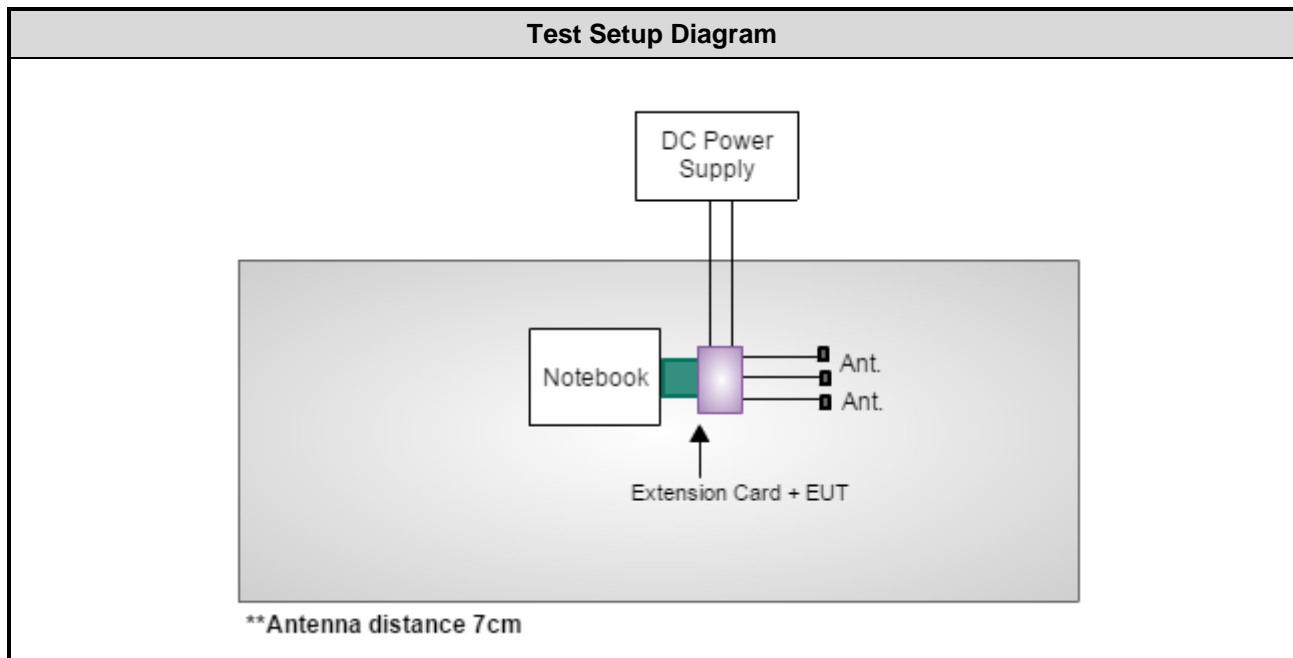 Test Setup Diagram
DC Power
Supply
Notebook
Ant.
Ant.
Extension Card + EUT
**Antenna distance 7cm